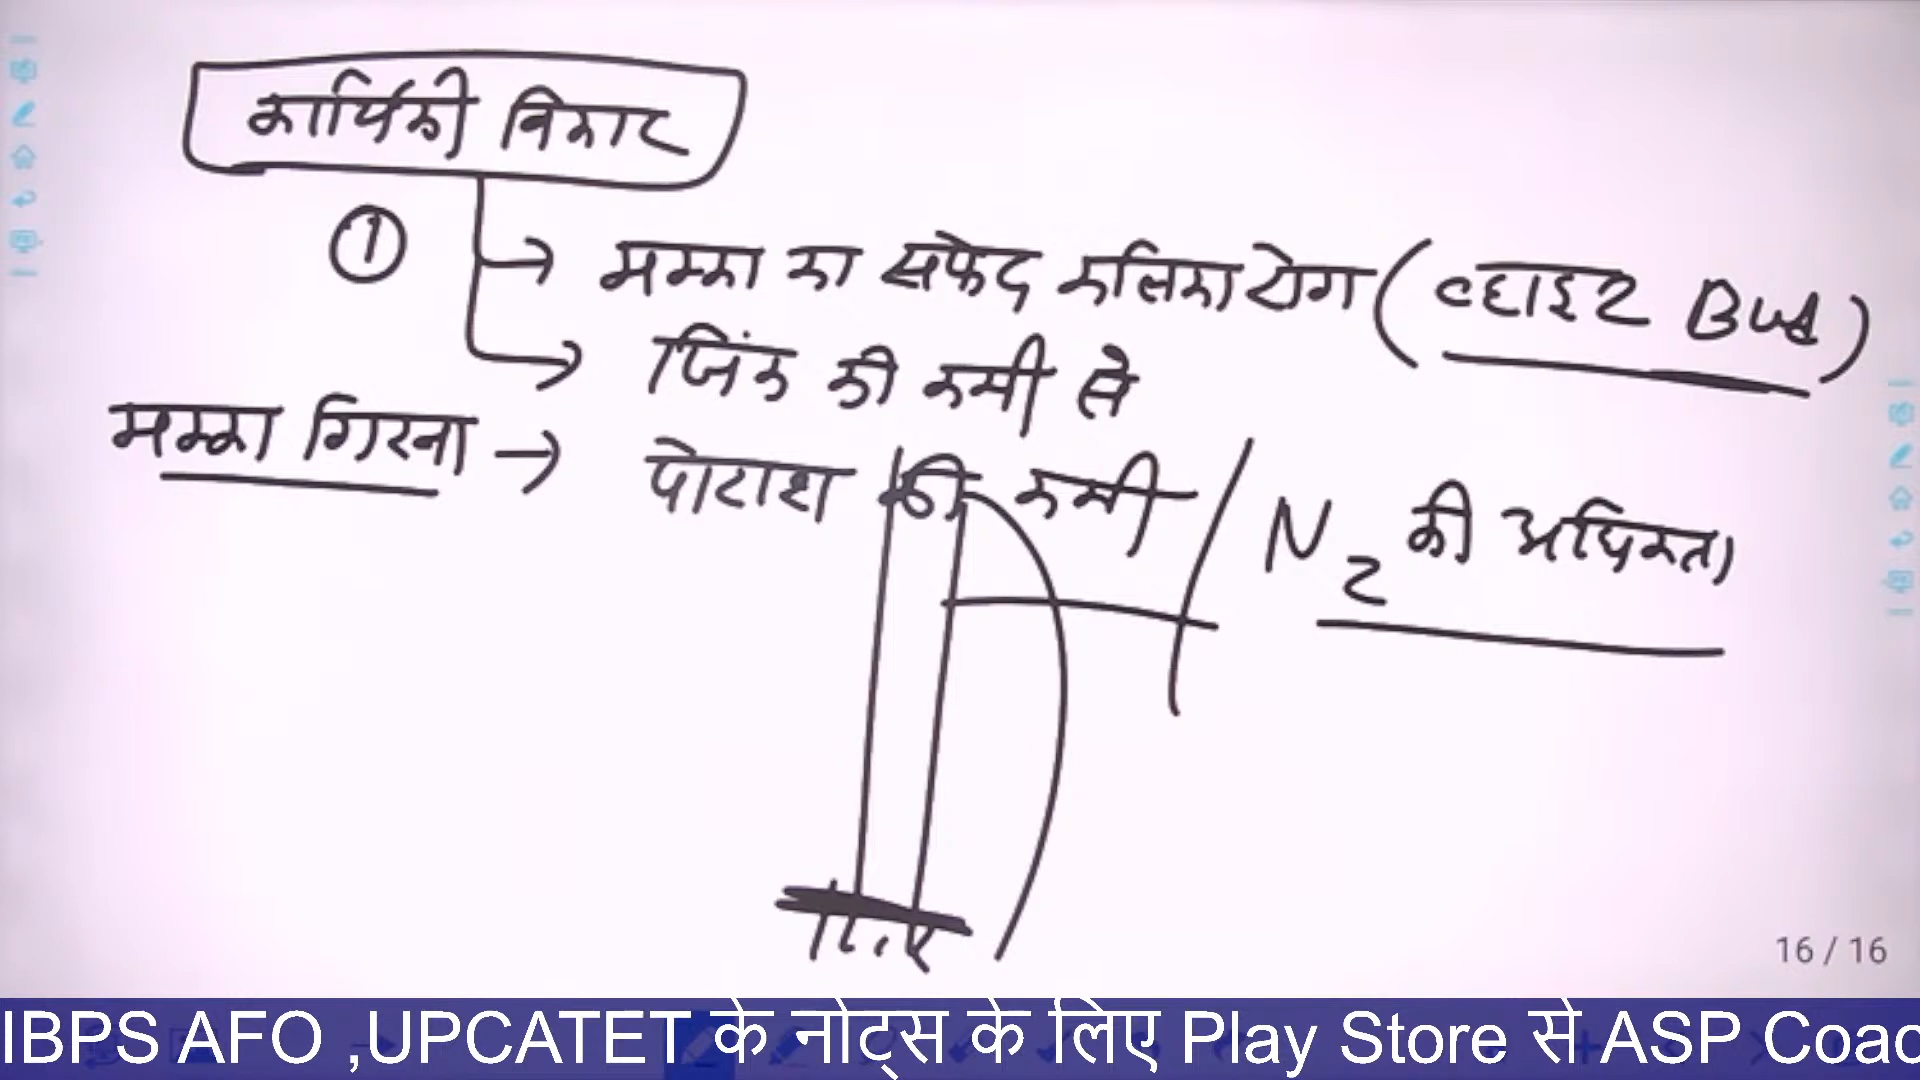 कार्यिकी विकार
① → मक्का का सफेद कलिका रोग (व्हाइट Bud)
→ जिंक की कमी से
मक्का गिरना → पोटाश की कमी / N2 की अधिकता
16 / 16
IBPS AFO ,UPCATET के नोट्स के लिए Play Store से ASP Coac